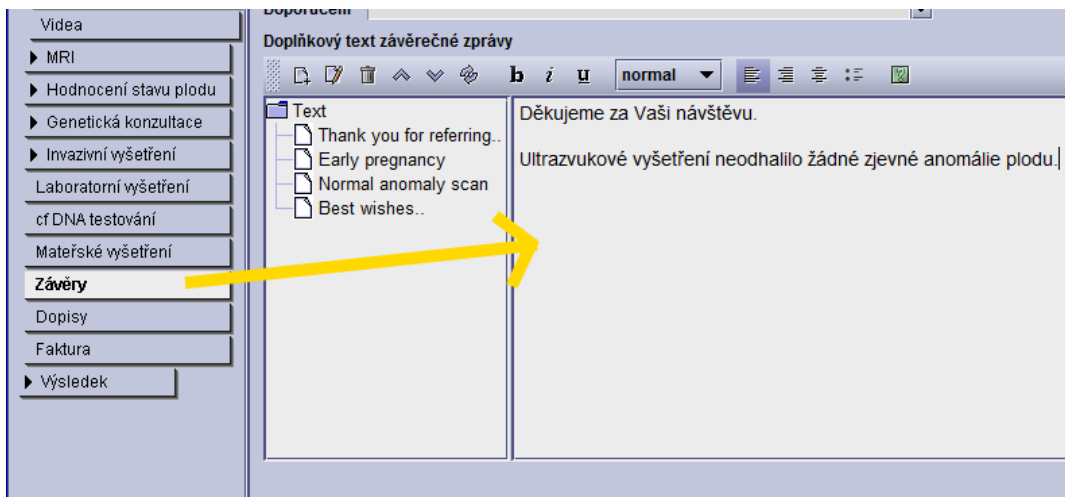 Videa
MRI
Hodnocení stavu plodu
Genetická konzultace
Invazivní vyšetření
Laboratorní vyšetření
cf DNA testování
Mateřské vyšetření
Závěry
Dopisy
Faktura
Výsledek
Doporučení
Doplňkový text závěrečné zprávy
b i u normal
Text
Thank you for referring..
Early pregnancy
Normal anomaly scan
Best wishes..
Děkujeme za Vaši návštěvu.
Ultrazvukové vyšetření neodhalilo žádné zjevné anomálie plodu.